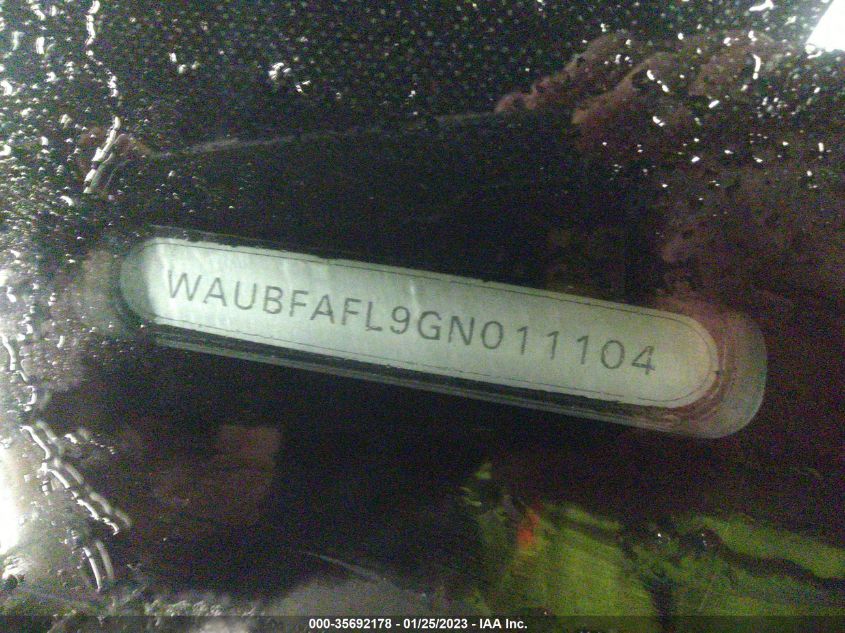 WAUBFAFL9GN011104
000-35692178 - 01/25/2023 - IAA Inc.